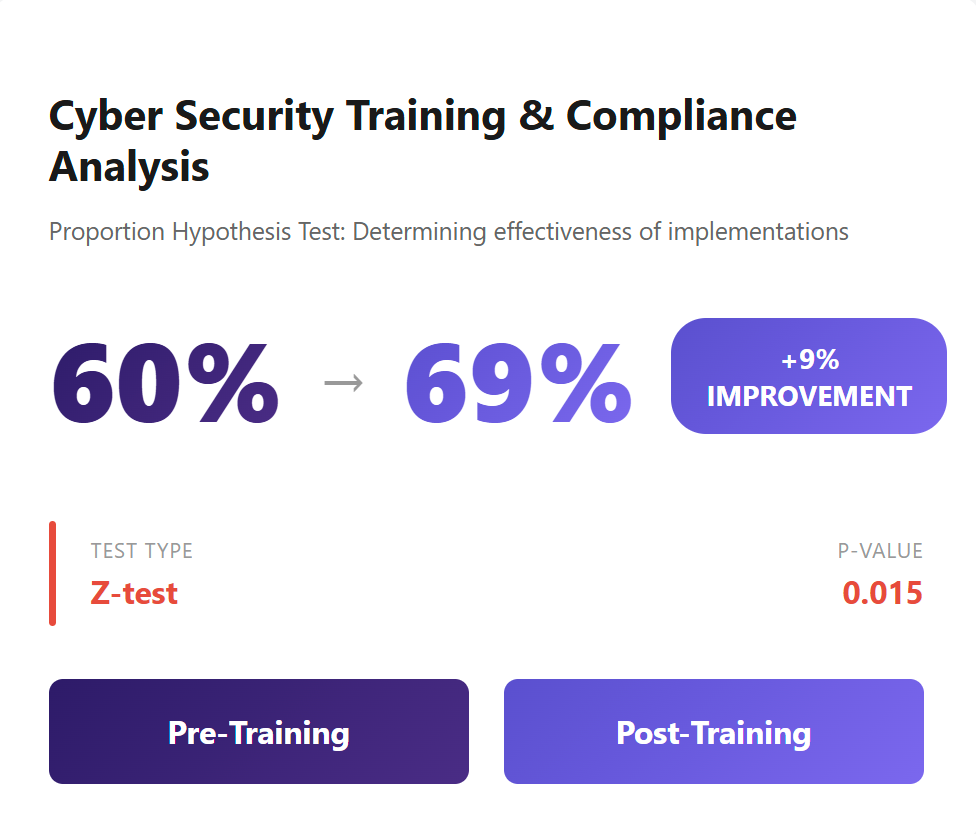 Cyber Security Training & Compliance
Analysis
Proportion Hypothesis Test: Determining effectiveness of implementations
60% → 69%
+9%
IMPROVEMENT
TEST TYPE
Z-test
P-VALUE
0.015
Pre-Training
Post-Training